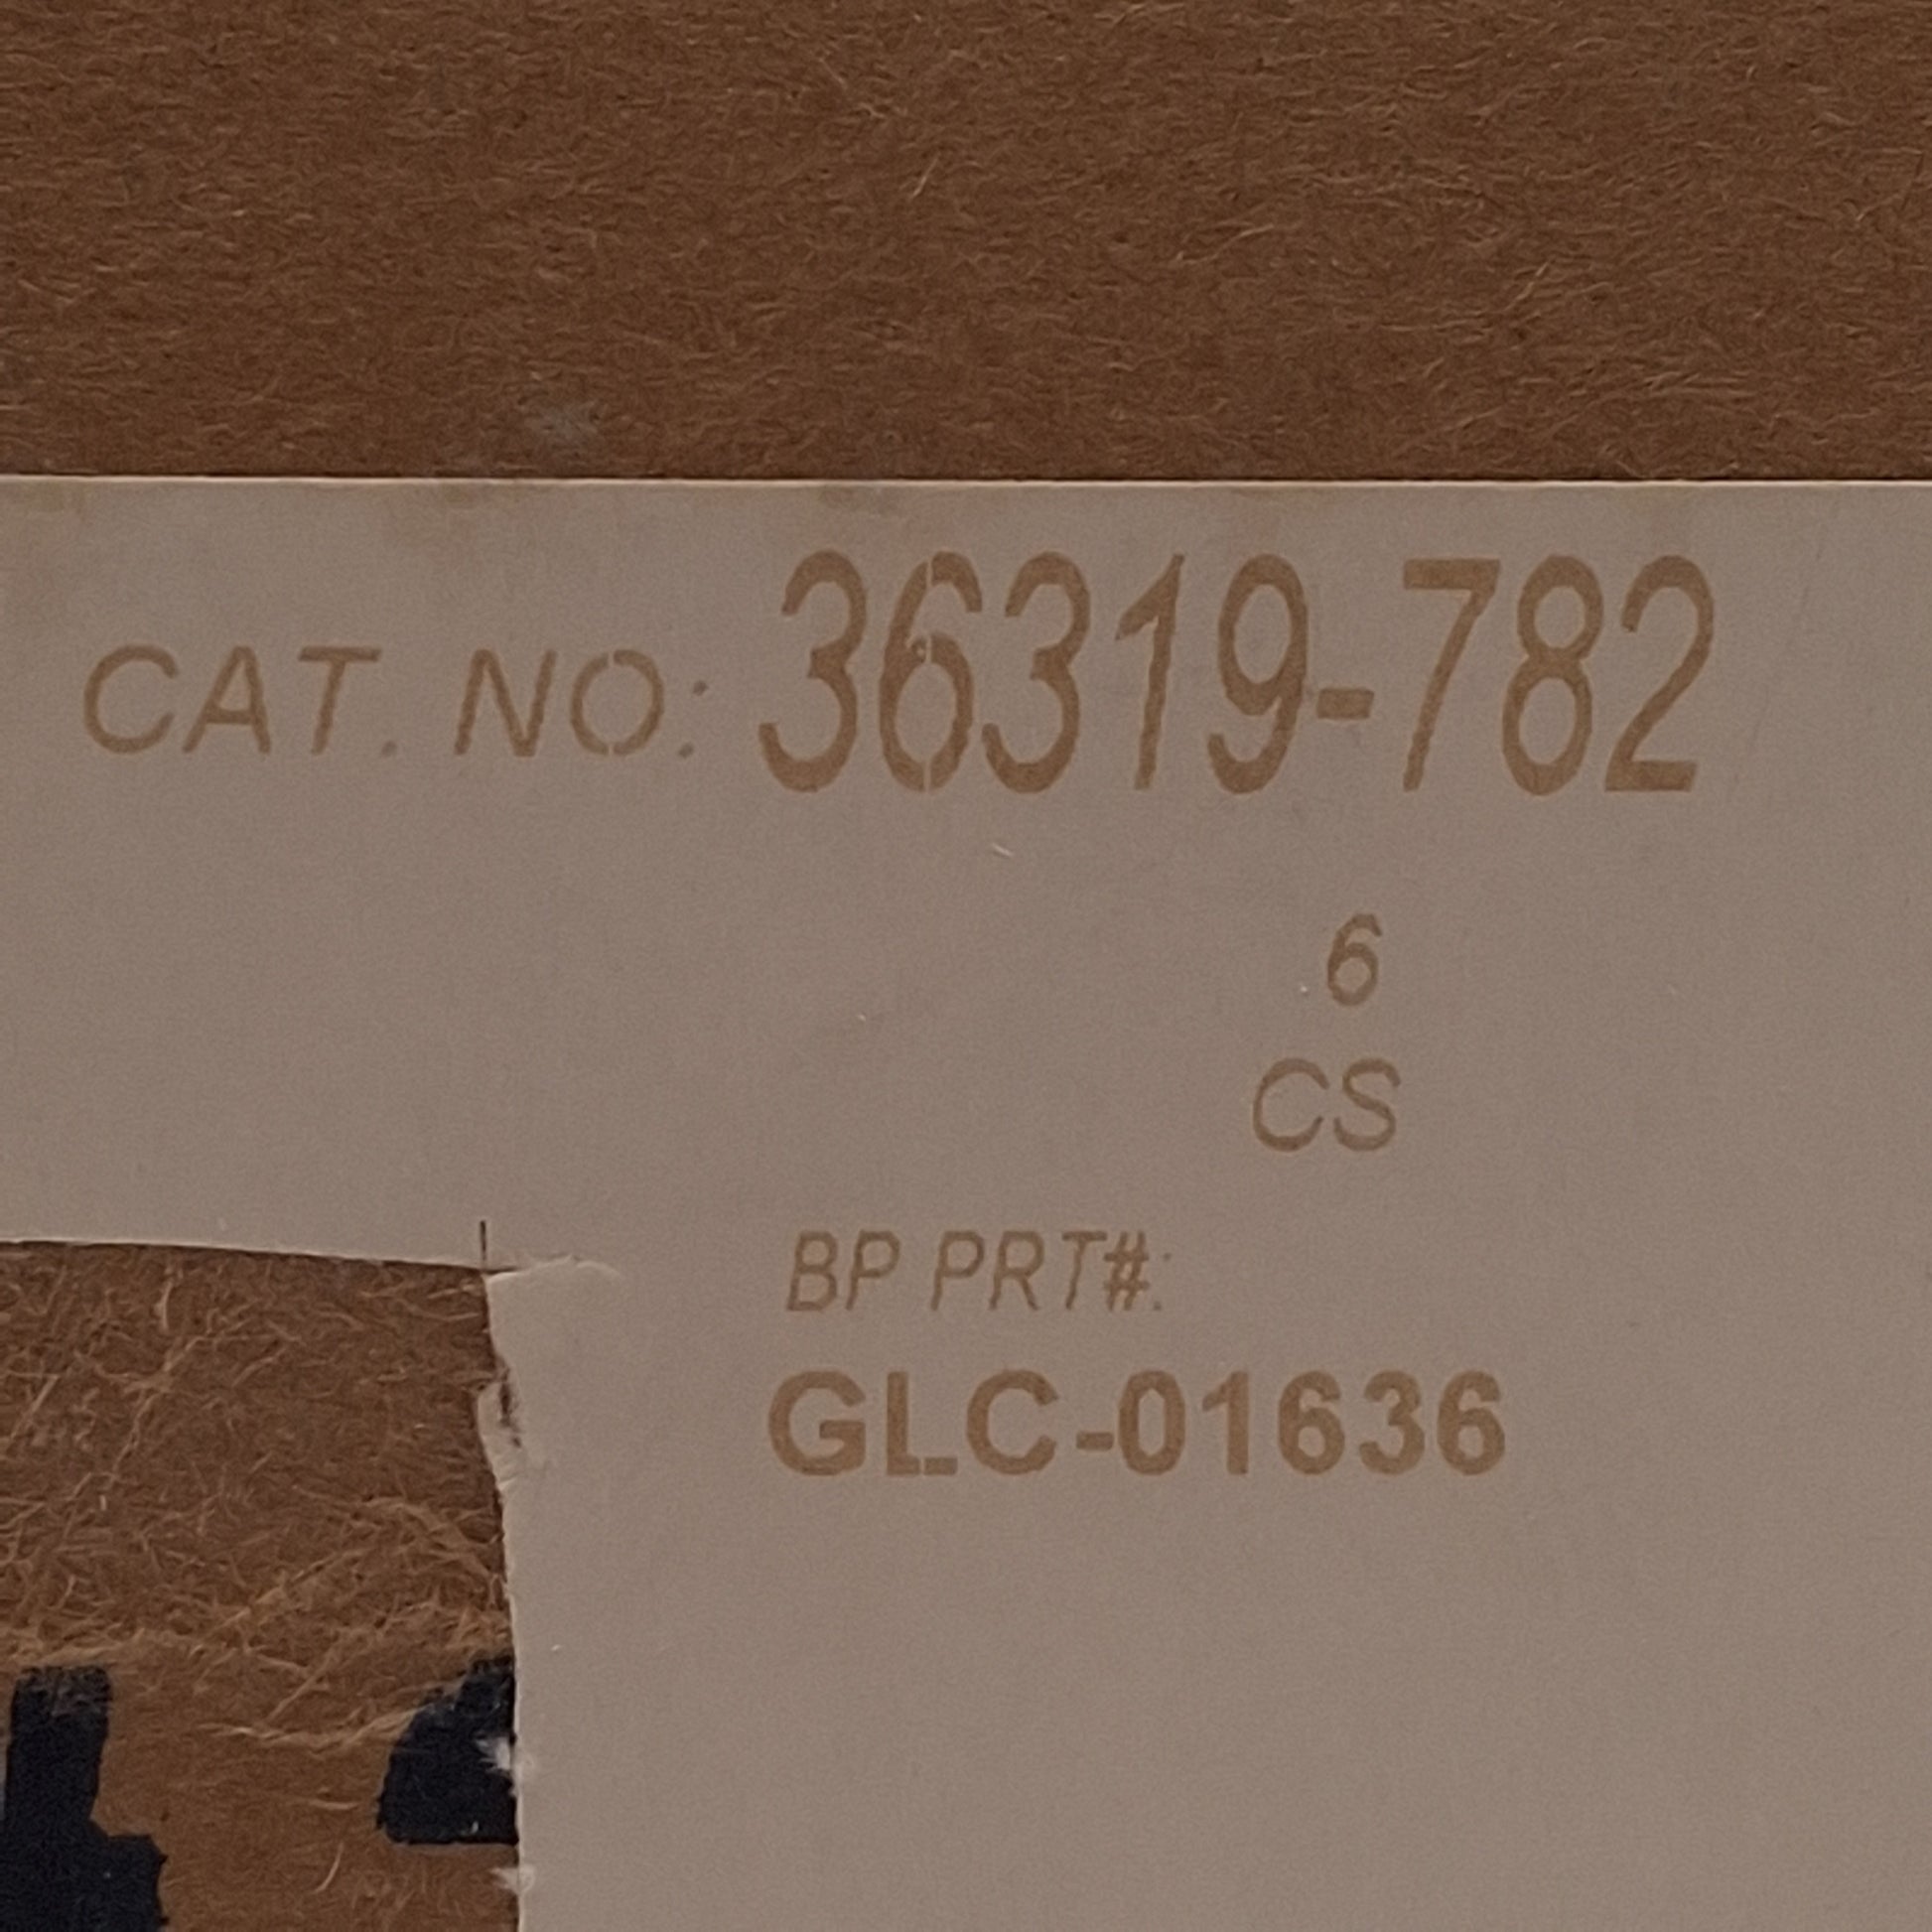 CAT. NO: 36319-782
6
CS
BP PRT#:
GLC-01636